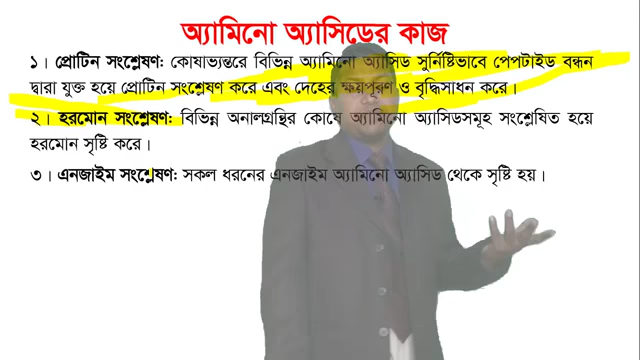 অ্যামিনো অ্যাসিডের কাজ
১। প্রোটিন সংশ্লেষণ: কোষাভ্যন্তরে বিভিন্ন অ্যামিনো অ্যাসিড সুনিষ্টিভাবে পেপটাইড বন্ধন
দ্বারা যুক্ত হয়ে প্রোটিন সংশ্লেষণ করে এবং দেহের ক্ষয়পুরণ ও বৃদ্ধিসাধন করে।
২। হরমোন সংশ্লেষণ: বিভিন্ন অনালগ্রন্থির কোষে অ্যামিনো অ্যাসিডসমূহ সংশ্লেষিত হয়ে
হরমোন সৃষ্টি করে।
৩। এনজাইম সংশ্লেষণ: সকল ধরনের এনজাইম অ্যামিনো অ্যাসিড থেকে সৃষ্টি হয়।